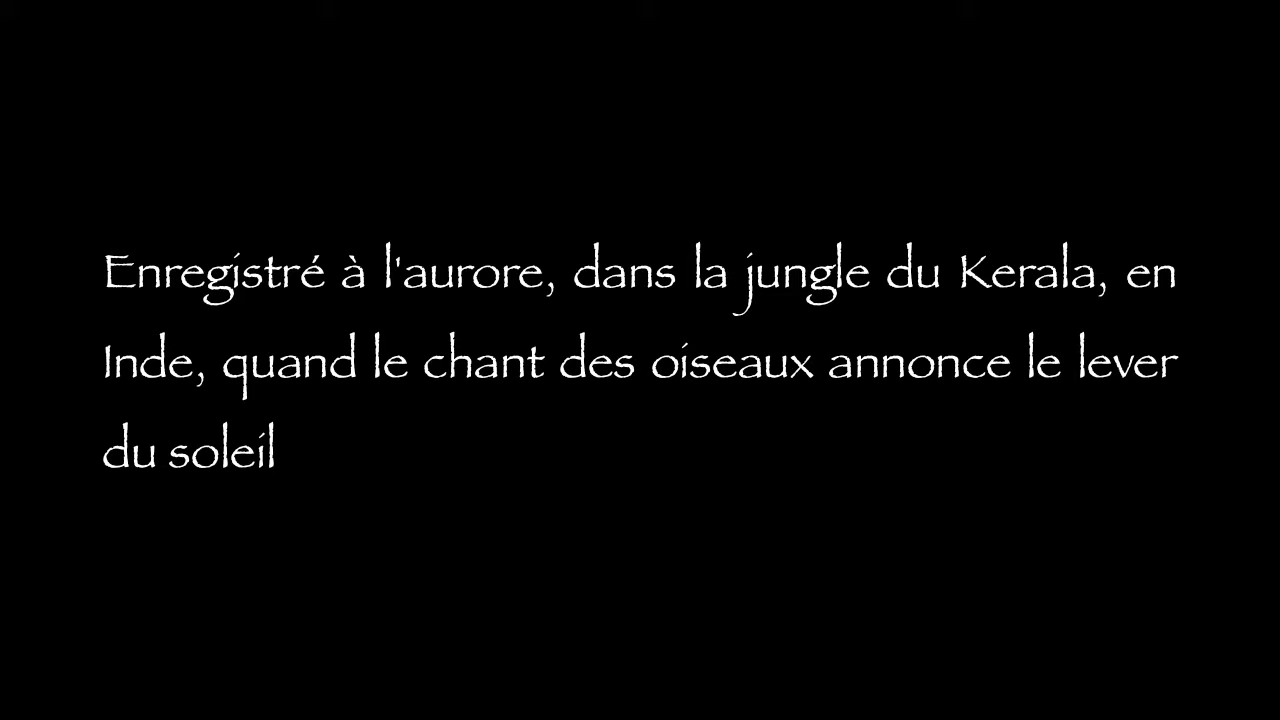 Enregistré à l'aurore, dans la jungle du Kerala, en
Inde, quand le chant des oiseaux annonce le lever
du soleil